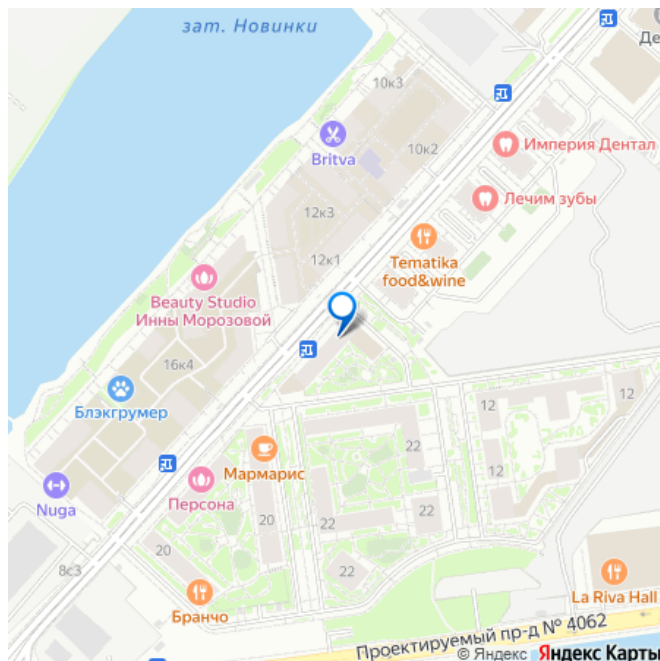 зат. Новинки
Де
10к3
Britva
10к2
Империя Дентал
Лечим зубы
12к3
Tematika
food&wine
12к1
Beauty Studio
Инны Морозовой
16к4
Блэкгрумер
12
12
22
Мармарис
12
Nuga
Персона
22
20
22
20
8с3
22
La Riva Hall
Бранчо
Проектируемый пр-д № 4062
© Яндекс Яндекс Карты